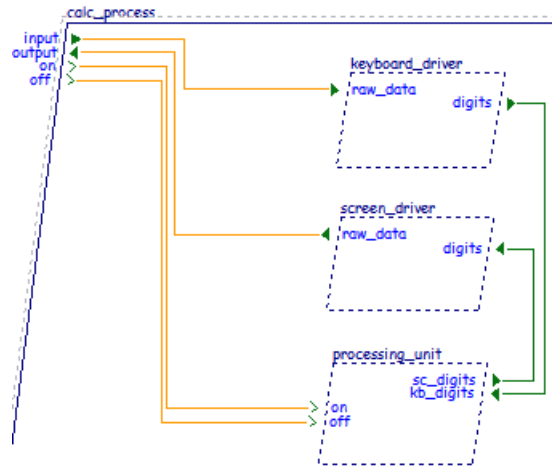 calc_process
input
output
on
off
keyboard_driver
raw_data
digits
screen_driver
raw_data
digits
processing_unit
sc_digits
kb_digits
on
off